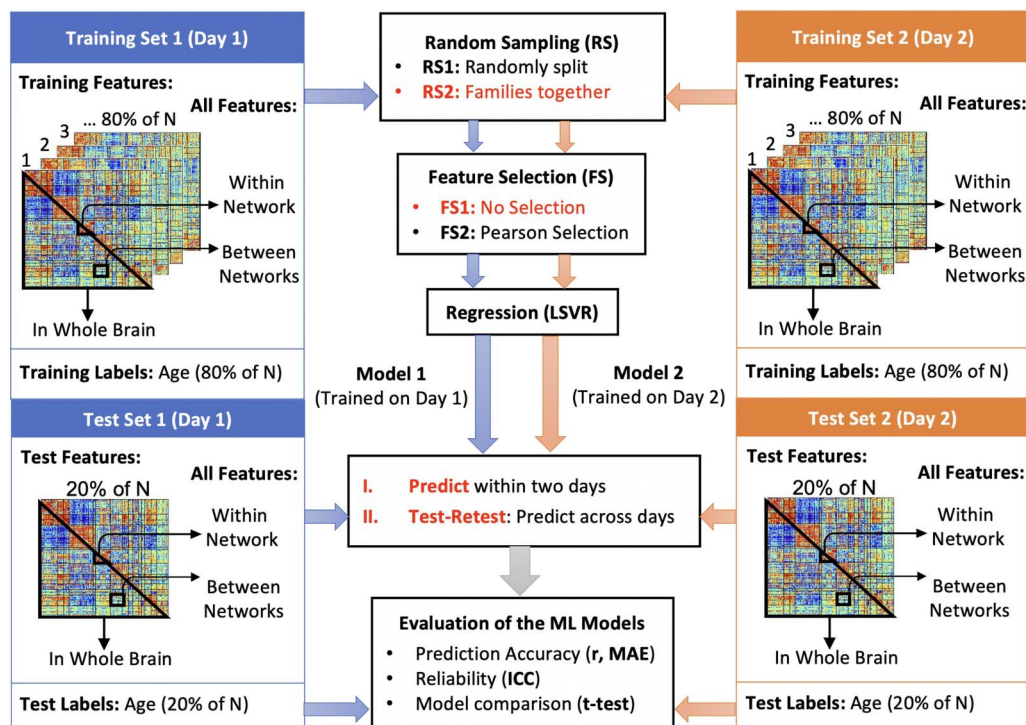 Training Set 1 (Day 1)
Training Features:
All Features:
1
2
3
... 80% of N
Within
Network
Between
Networks
In Whole Brain
Training Labels: Age (80% of N)
Test Set 1 (Day 1)
Test Features:
All Features:
20% of N
Within
Network
Between
Networks
In Whole Brain
Test Labels: Age (20% of N)
Random Sampling (RS)
• RS1: Randomly split
• RS2: Families together
Feature Selection (FS)
• FS1: No Selection
• FS2: Pearson Selection
Regression (LSVR)
Model 1
(Trained on Day 1)
Model 2
(Trained on Day 2)
I. Predict within two days
II. Test-Retest: Predict across days
Evaluation of the ML Models
• Prediction Accuracy (r, MAE)
• Reliability (ICC)
• Model comparison (t-test)
Training Set 2 (Day 2)
Training Features:
All Features:
1
2
3
... 80% of N
Within
Network
Between
Networks
In Whole Brain
Training Labels: Age (80% of N)
Test Set 2 (Day 2)
Test Features:
All Features:
20% of N
Within
Network
Between
Networks
In Whole Brain
Test Labels: Age (20% of N)